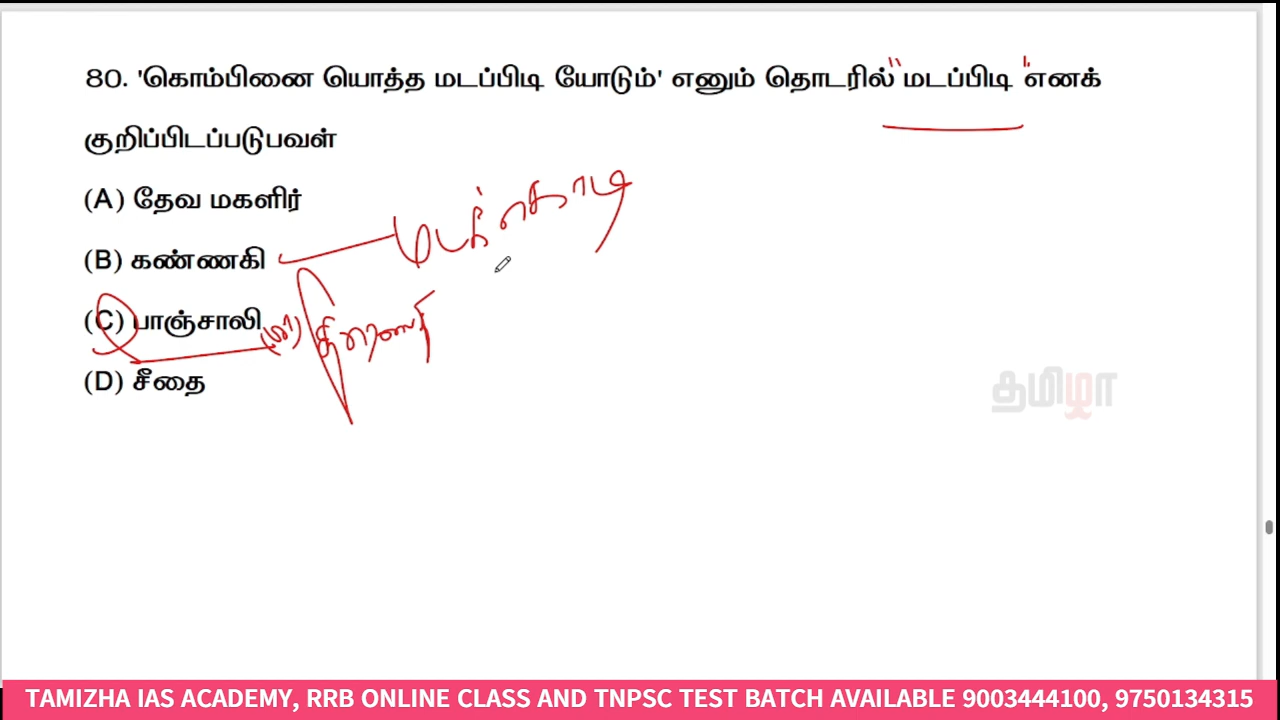 80. 'கொம்பினை யொத்த மடப்பிடி யோடும்' எனும் தொடரில் "மடப்பிடி" எனக்
குறிப்பிடப்படுபவள்
(A) தேவ மகளிர்
மடக்கொடி
(B) கண்ணகி
(C) பாஞ்சாலி
(D) சீதை
தமிழா
TAMIZHA IAS ACADEMY, RRB ONLINE CLASS AND TNPSC TEST BATCH AVAILABLE 9003444100, 9750134315